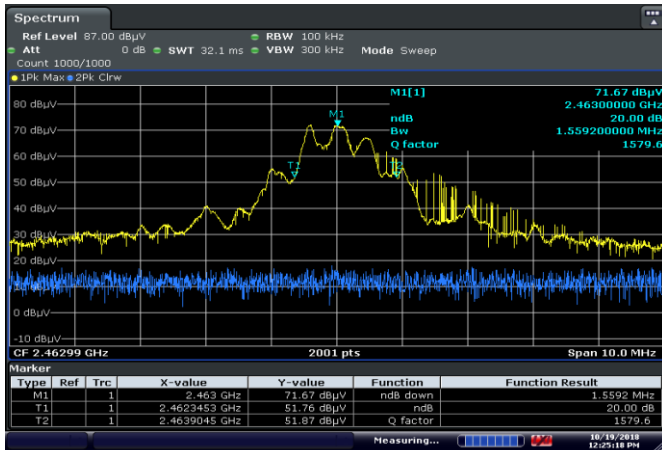 Spectrum
Ref Level 87.00 dBµV RBW 100 kHz
Att 0 dB SWT 32.1 ms VBW 300 kHz Mode Sweep
Count 1000/1000
1Pk Max 2Pk Clrw
M1[1] 71.67 dBµV
2.46300000 GHz
80 dBµV
M1
ndB 20.00 dB
70 dBµV
Bw 1.559200000 MHz
Q factor 1579.6
60 dBµV
T1
50 dBµV
40 dBµV
30 dBµV
20 dBµV
0 dBµV
-10 dBµV
CF 2.46299 GHz 2001 pts Span 10.0 MHz
Marker
Type Ref Trc X-value Y-value Function Function Result
M1 1 2.463 GHz 71.67 dBµV ndB down 1.5592 MHz
T1 1 2.4623453 GHz 51.76 dBµV ndB 20.00 dB
T2 1 2.4639045 GHz 51.87 dBµV Q factor 1579.6
Measuring... 10/19/2018
12:25:18 PM